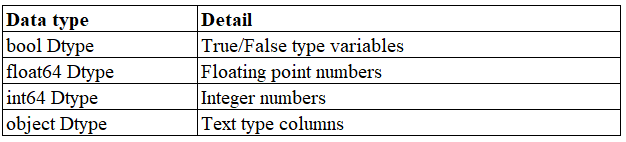 Data type Detail
bool Dtype True/False type variables
float64 Dtype Floating point numbers
int64 Dtype Integer numbers
object Dtype Text type columns